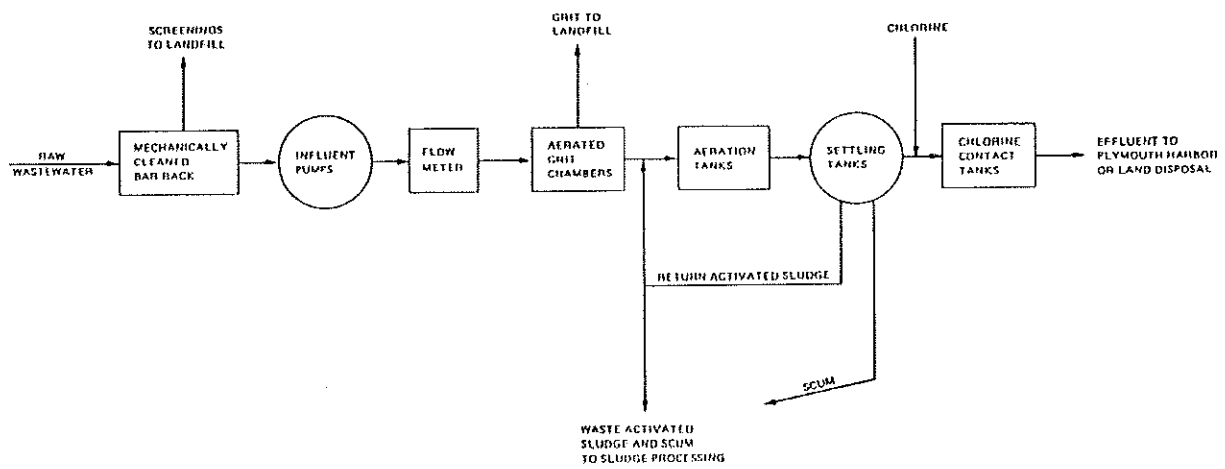 SCREENINGS
TO LANDFILL
GRIT TO
LANDFILL
CHLORINE
RAW
WASTEWATER
MECHANICALLY
CLEANED
BAR RACK
INFLUENT
PUMPS
FLOW
METER
AERATED
GRIT
CHAMBERS
AERATION
TANKS
SETTLING
TANKS
CHLORINE
CONTACT
TANKS
EFFLUENT TO
PLYMOUTH HARBOR
OR LAND DISPOSAL
RETURN ACTIVATED SLUDGE
SCUM
WASTE ACTIVATED
SLUDGE AND SCUM
TO SLUDGE PROCESSING